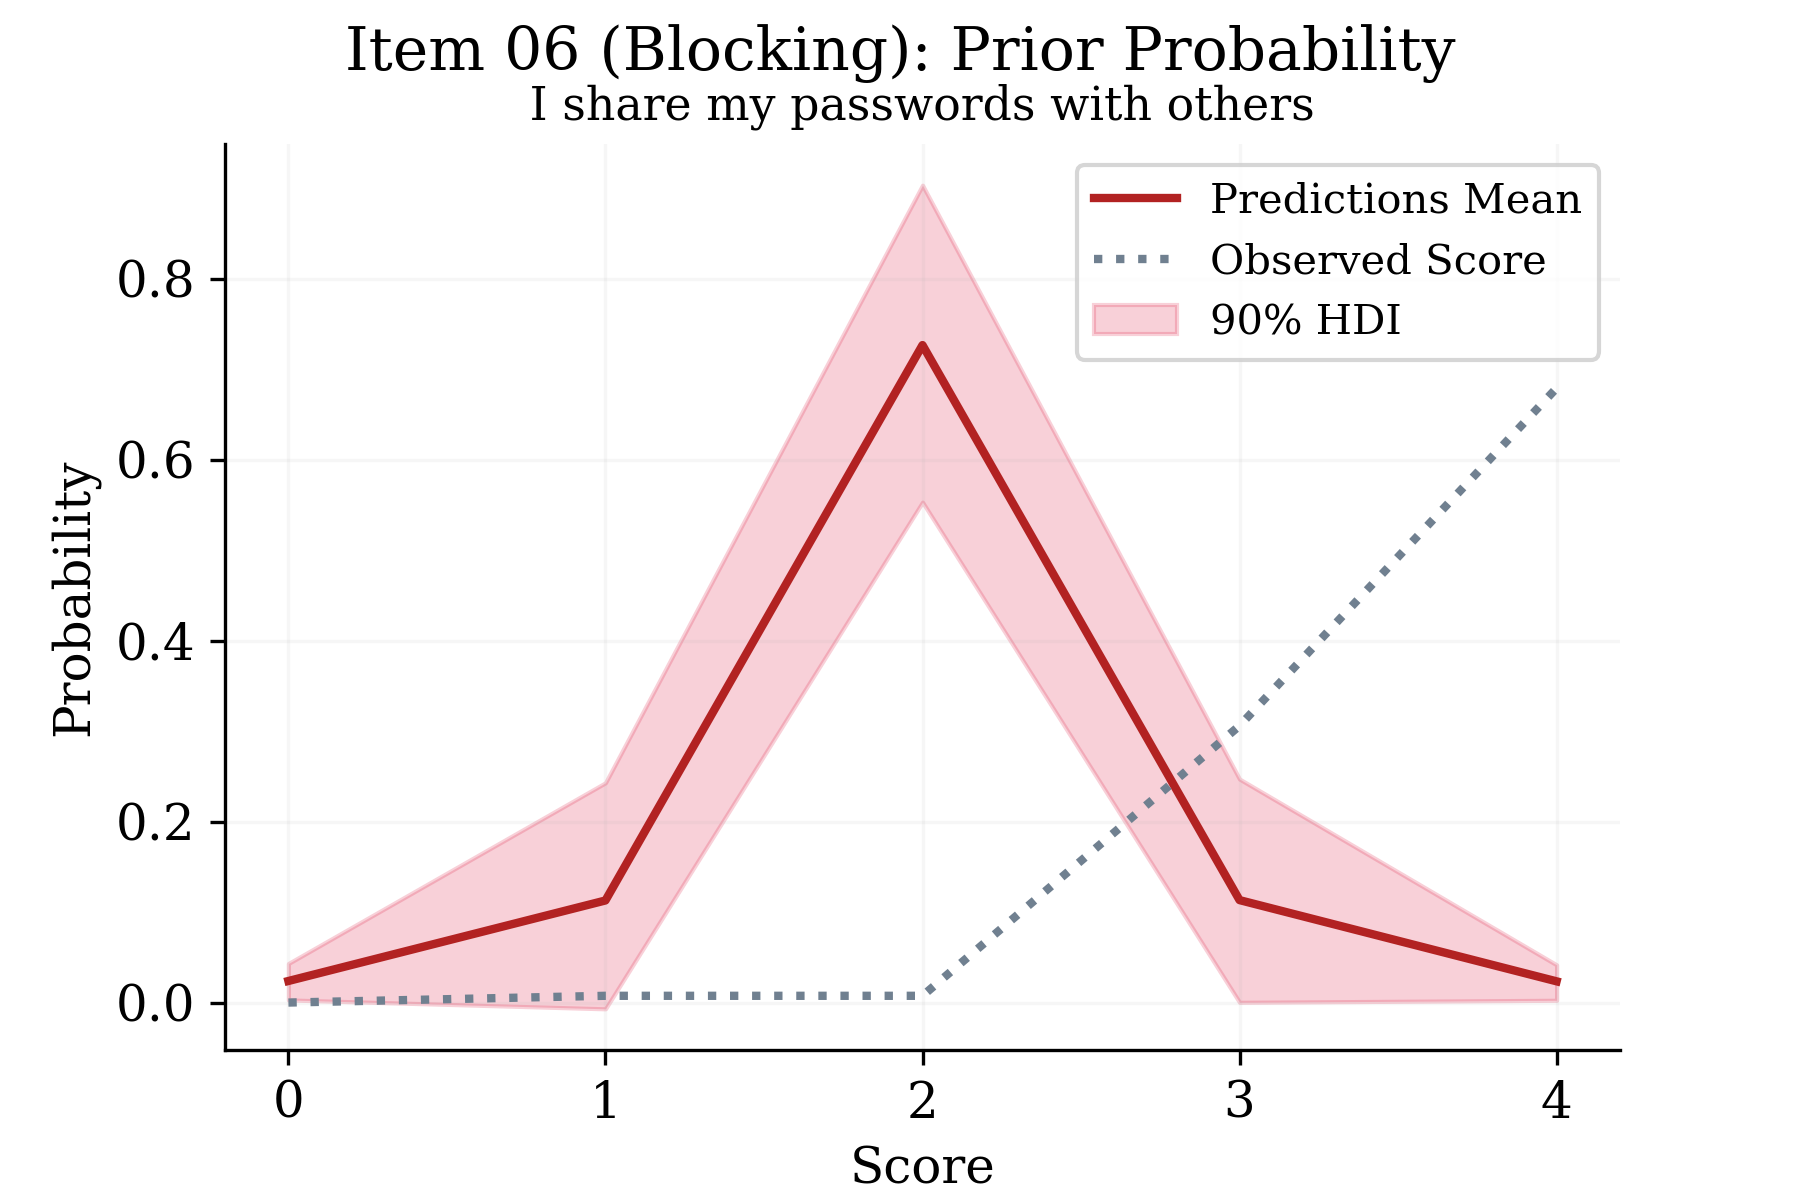 Item 06 (Blocking): Prior Probability
I share my passwords with others
Predictions Mean
Observed Score
90% HDI
Probability
0.8
0.6
0.4
0.2
0.0
0 1 2 3 4
Score